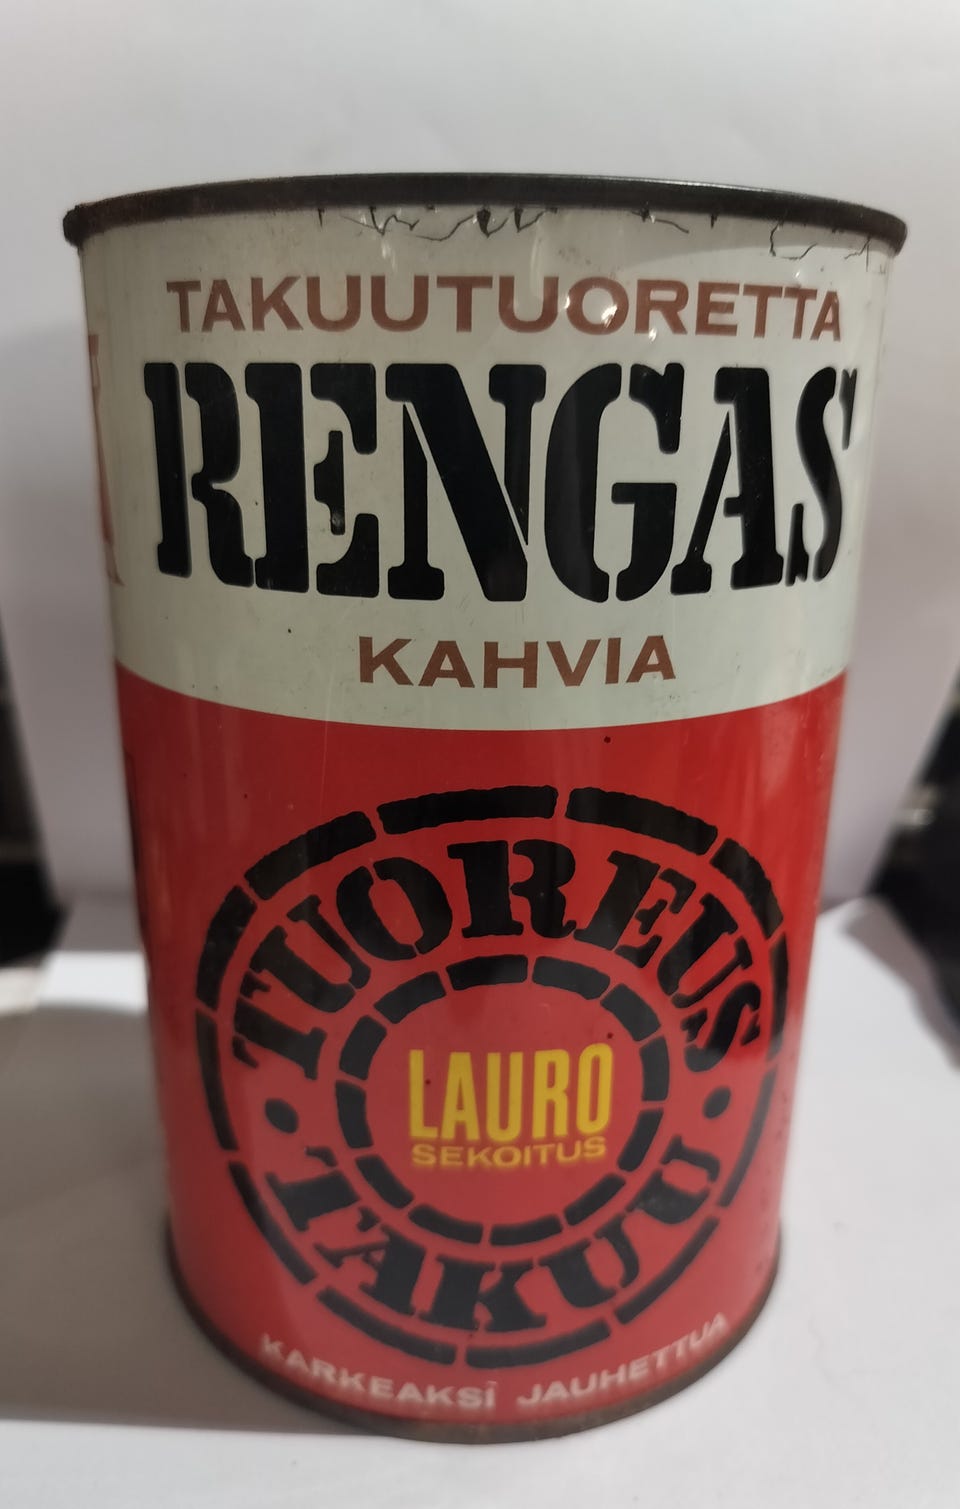 TAKUUTUORETTA
RENGAS
KAHVIA
TUOREUS
LAURO
SEKOITUS
TAKUU
KARKEAKSI JAUHETTUA